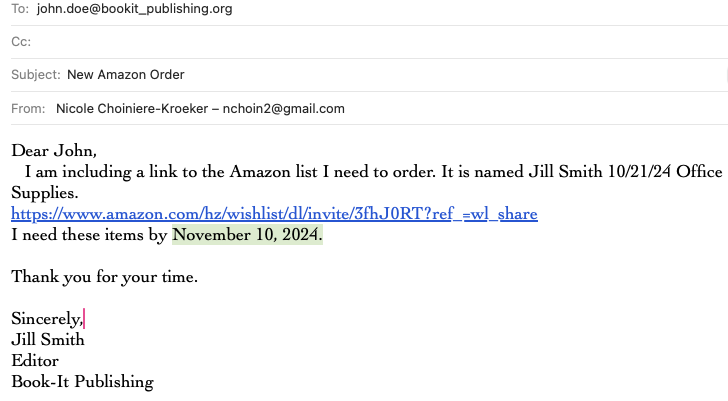 To: john.doe@bookit_publishing.org
Cc:
Subject: New Amazon Order
From: Nicole Choiniere-Kroeker – nchoin2@gmail.com
Dear John,
I am including a link to the Amazon list I need to order. It is named Jill Smith 10/21/24 Office
Supplies.
https://www.amazon.com/hz/wishlist/dl/invite/3fhJ0RT?ref_=wl_share
I need these items by November 10, 2024.
Thank you for your time.
Sincerely,
Jill Smith
Editor
Book-It Publishing